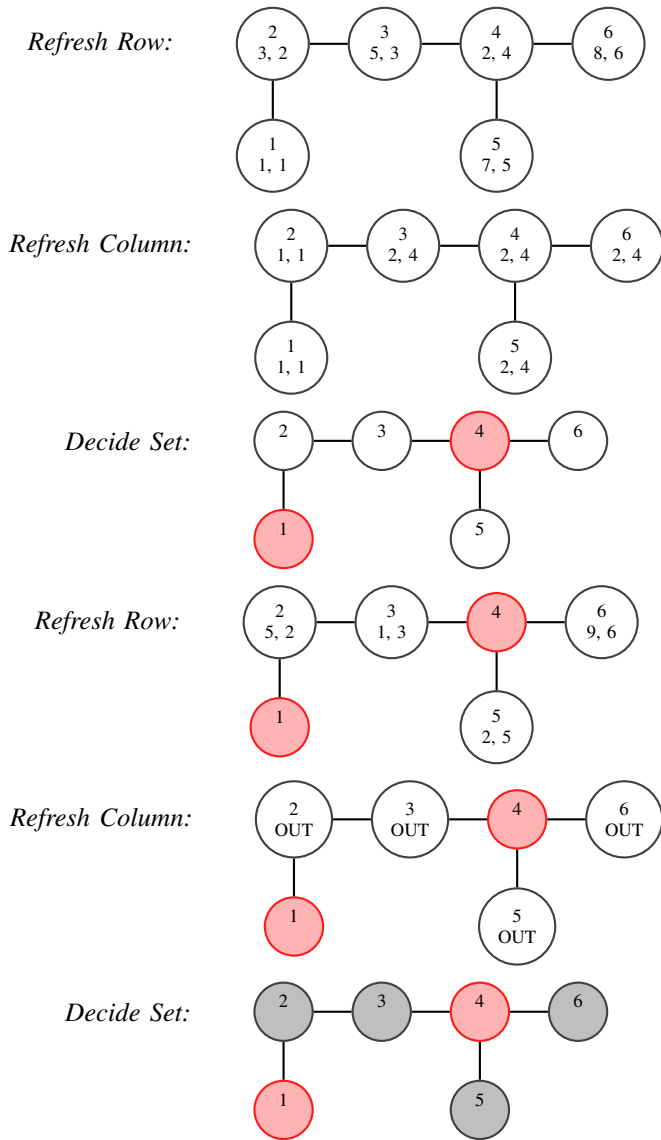 Refresh Row:
2 3 4 6
3, 2 5, 3 2, 4 8, 6
1 5
1, 1 7, 5
Refresh Column:
2 3 4 6
1, 1 2, 4 2, 4 2, 4
1 5
1, 1 2, 4
Decide Set:
2 3 4 6
1 5
Refresh Row:
2 3 4 6
5, 2 1, 3 9, 6
1 5
2, 5
Refresh Column:
2 3 4 6
OUT OUT OUT
1 5
OUT
Decide Set:
2 3 4 6
1 5